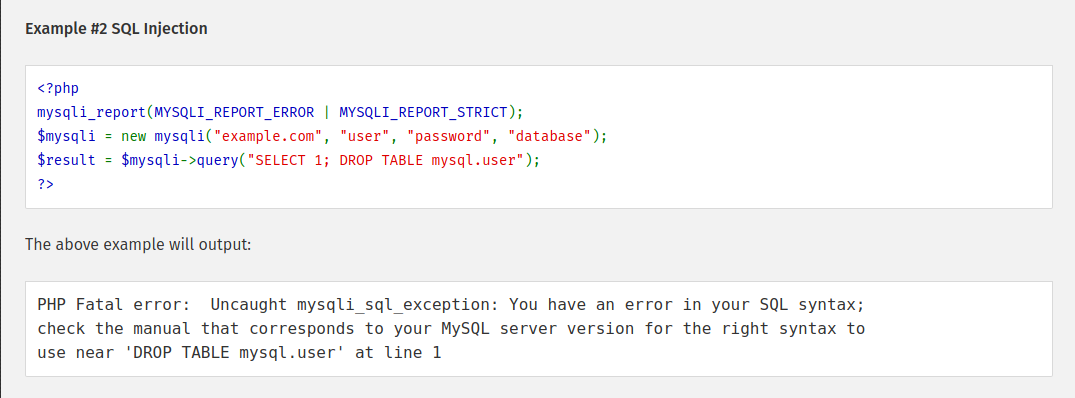 Example #2 SQL Injection
<?php
mysqli_report(MYSQLI_REPORT_ERROR | MYSQLI_REPORT_STRICT);
$mysqli = new mysqli("example.com", "user", "password", "database");
$result = $mysqli->query("SELECT 1; DROP TABLE mysql.user");
?>
The above example will output:
PHP Fatal error:  Uncaught mysqli_sql_exception: You have an error in your SQL syntax;
check the manual that corresponds to your MySQL server version for the right syntax to
use near 'DROP TABLE mysql.user' at line 1